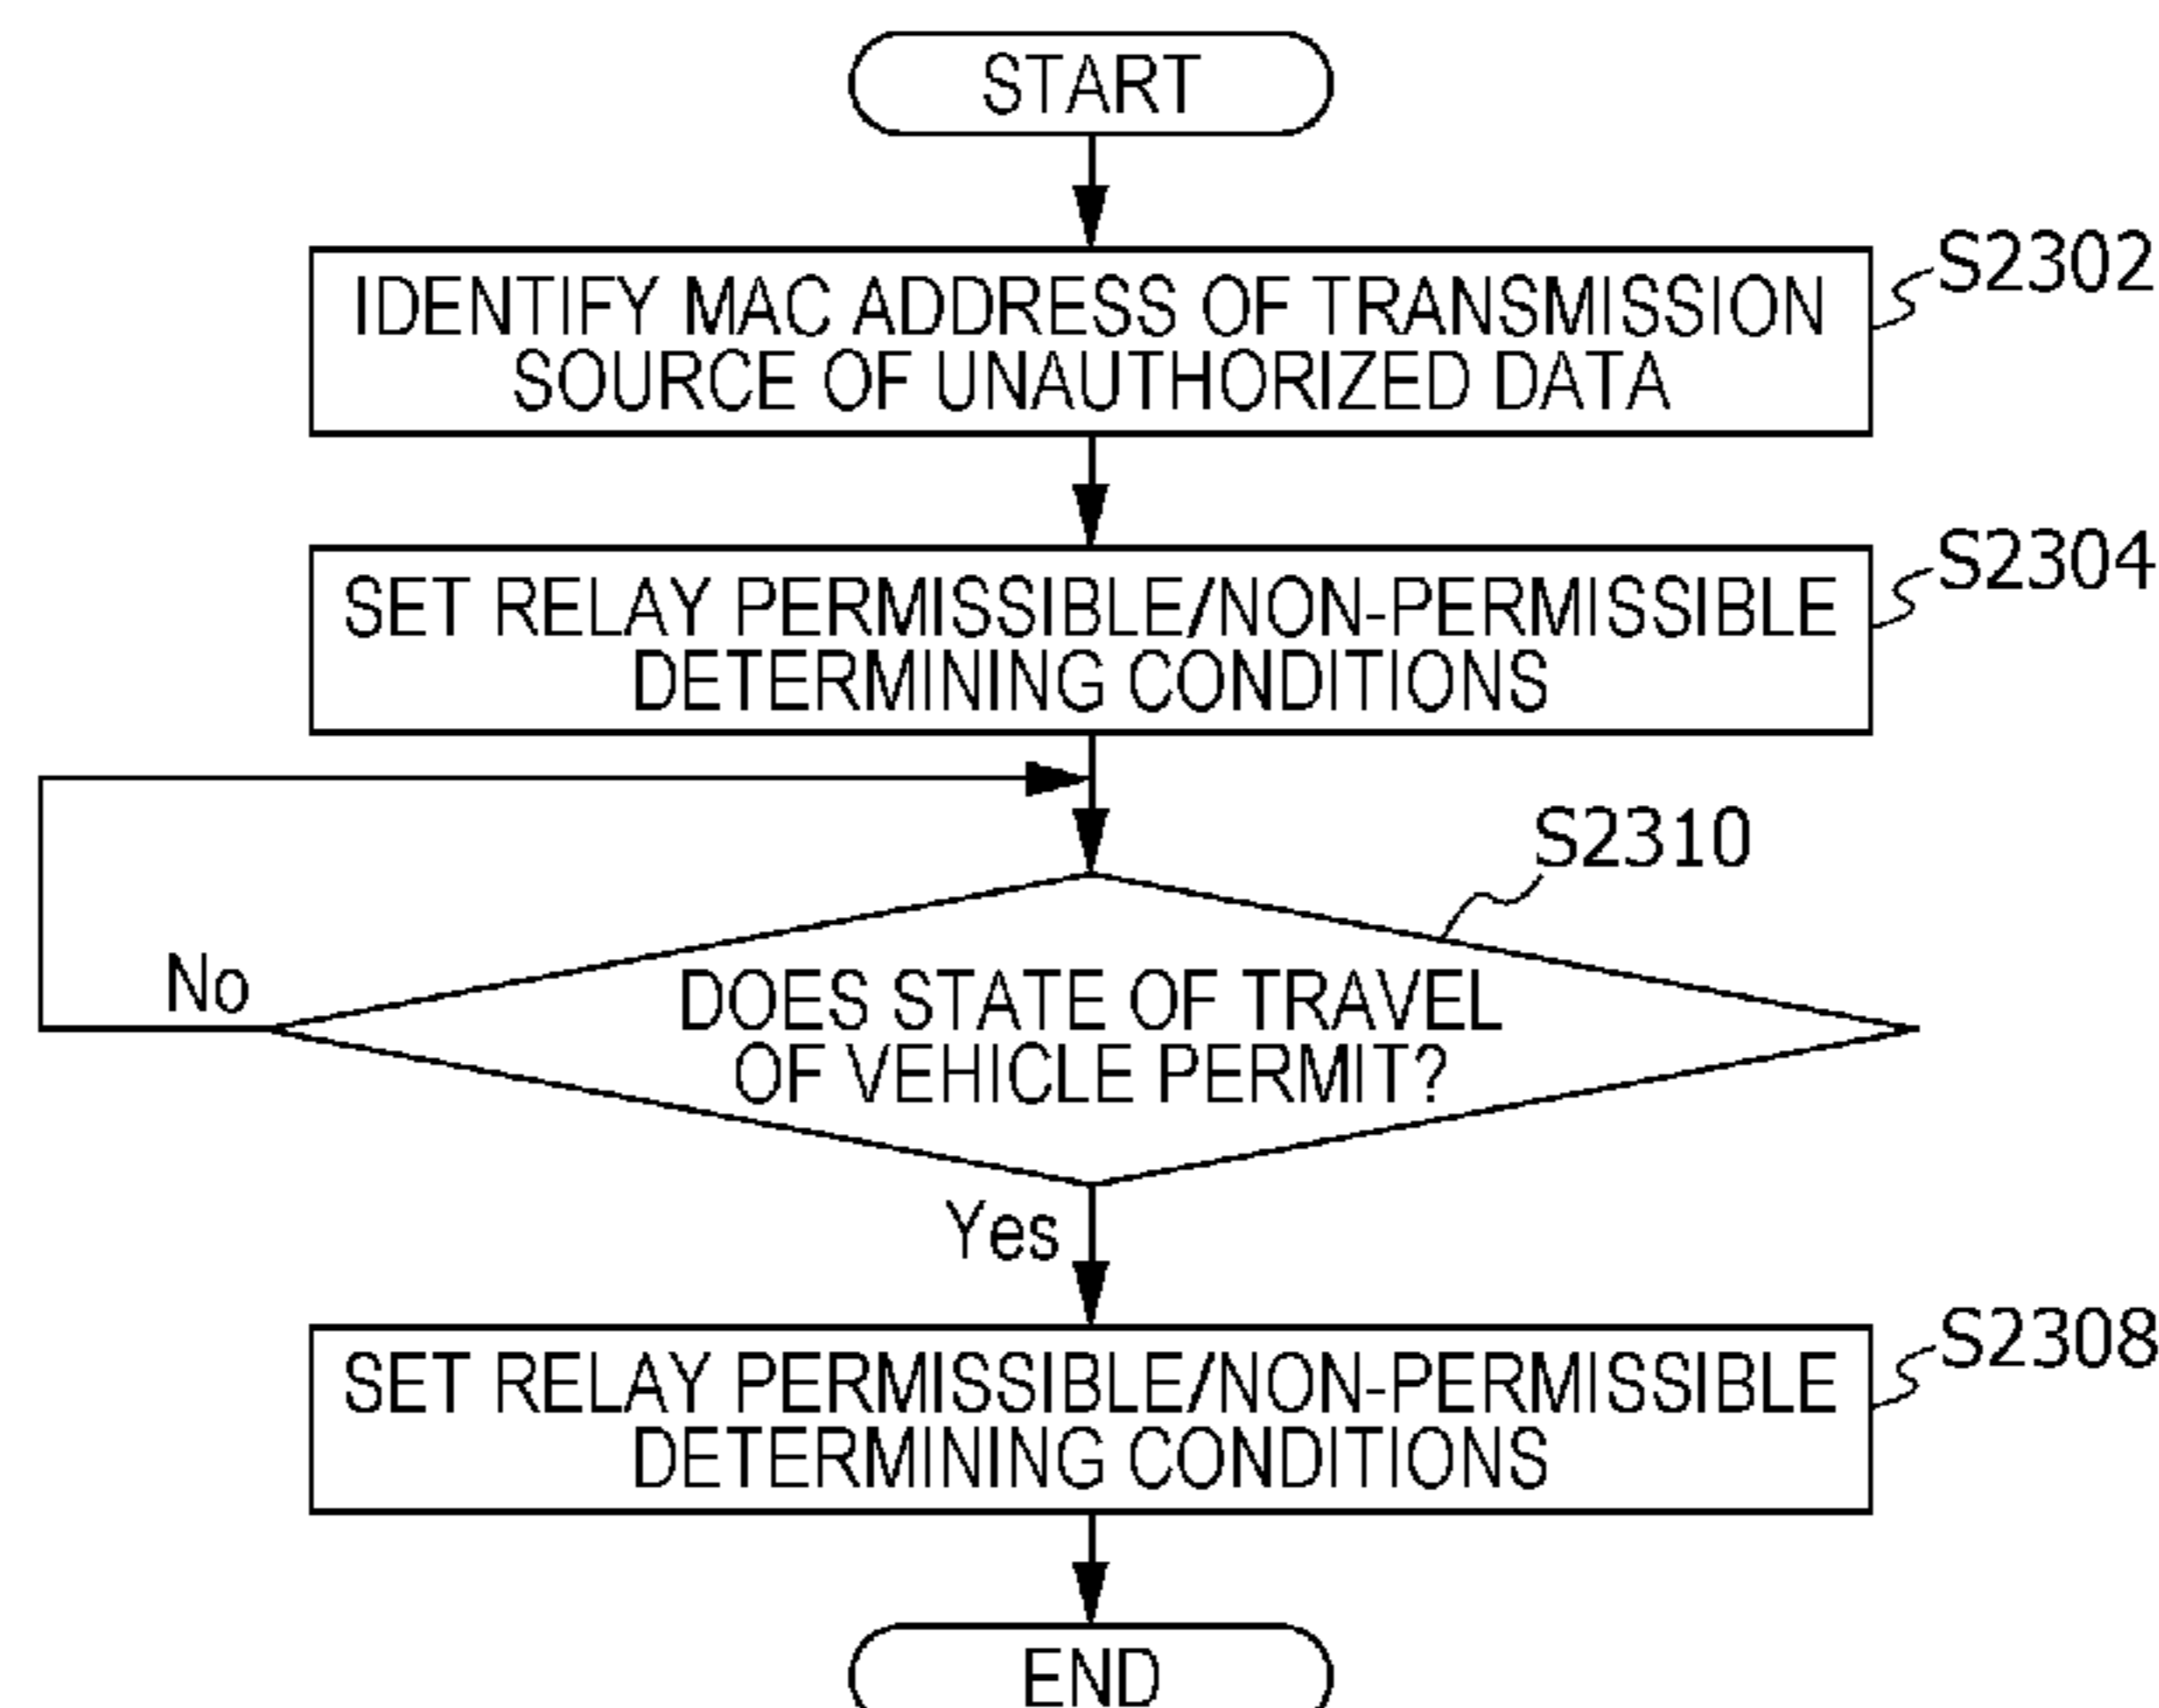 START
IDENTIFY MAC ADDRESS OF TRANSMISSION
SOURCE OF UNAUTHORIZED DATA
S2302
SET RELAY PERMISSIBLE/NON-PERMISSIBLE
DETERMINING CONDITIONS
S2304
S2310
DOES STATE OF TRAVEL
OF VEHICLE PERMIT?
No
Yes
SET RELAY PERMISSIBLE/NON-PERMISSIBLE
DETERMINING CONDITIONS
S2308
END